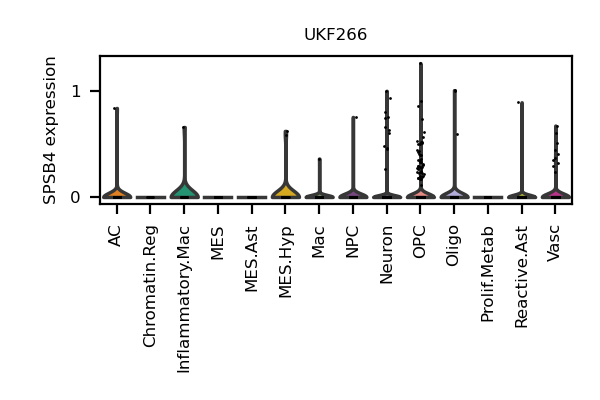 UKF266
SPSB4 expression
1
0
AC
Chromatin.Reg
Inflammatory.Mac
MES
MES.Ast
MES.Hyp
Mac
NPC
Neuron
OPC
Oligo
Prolif.Metab
Reactive.Ast
Vasc